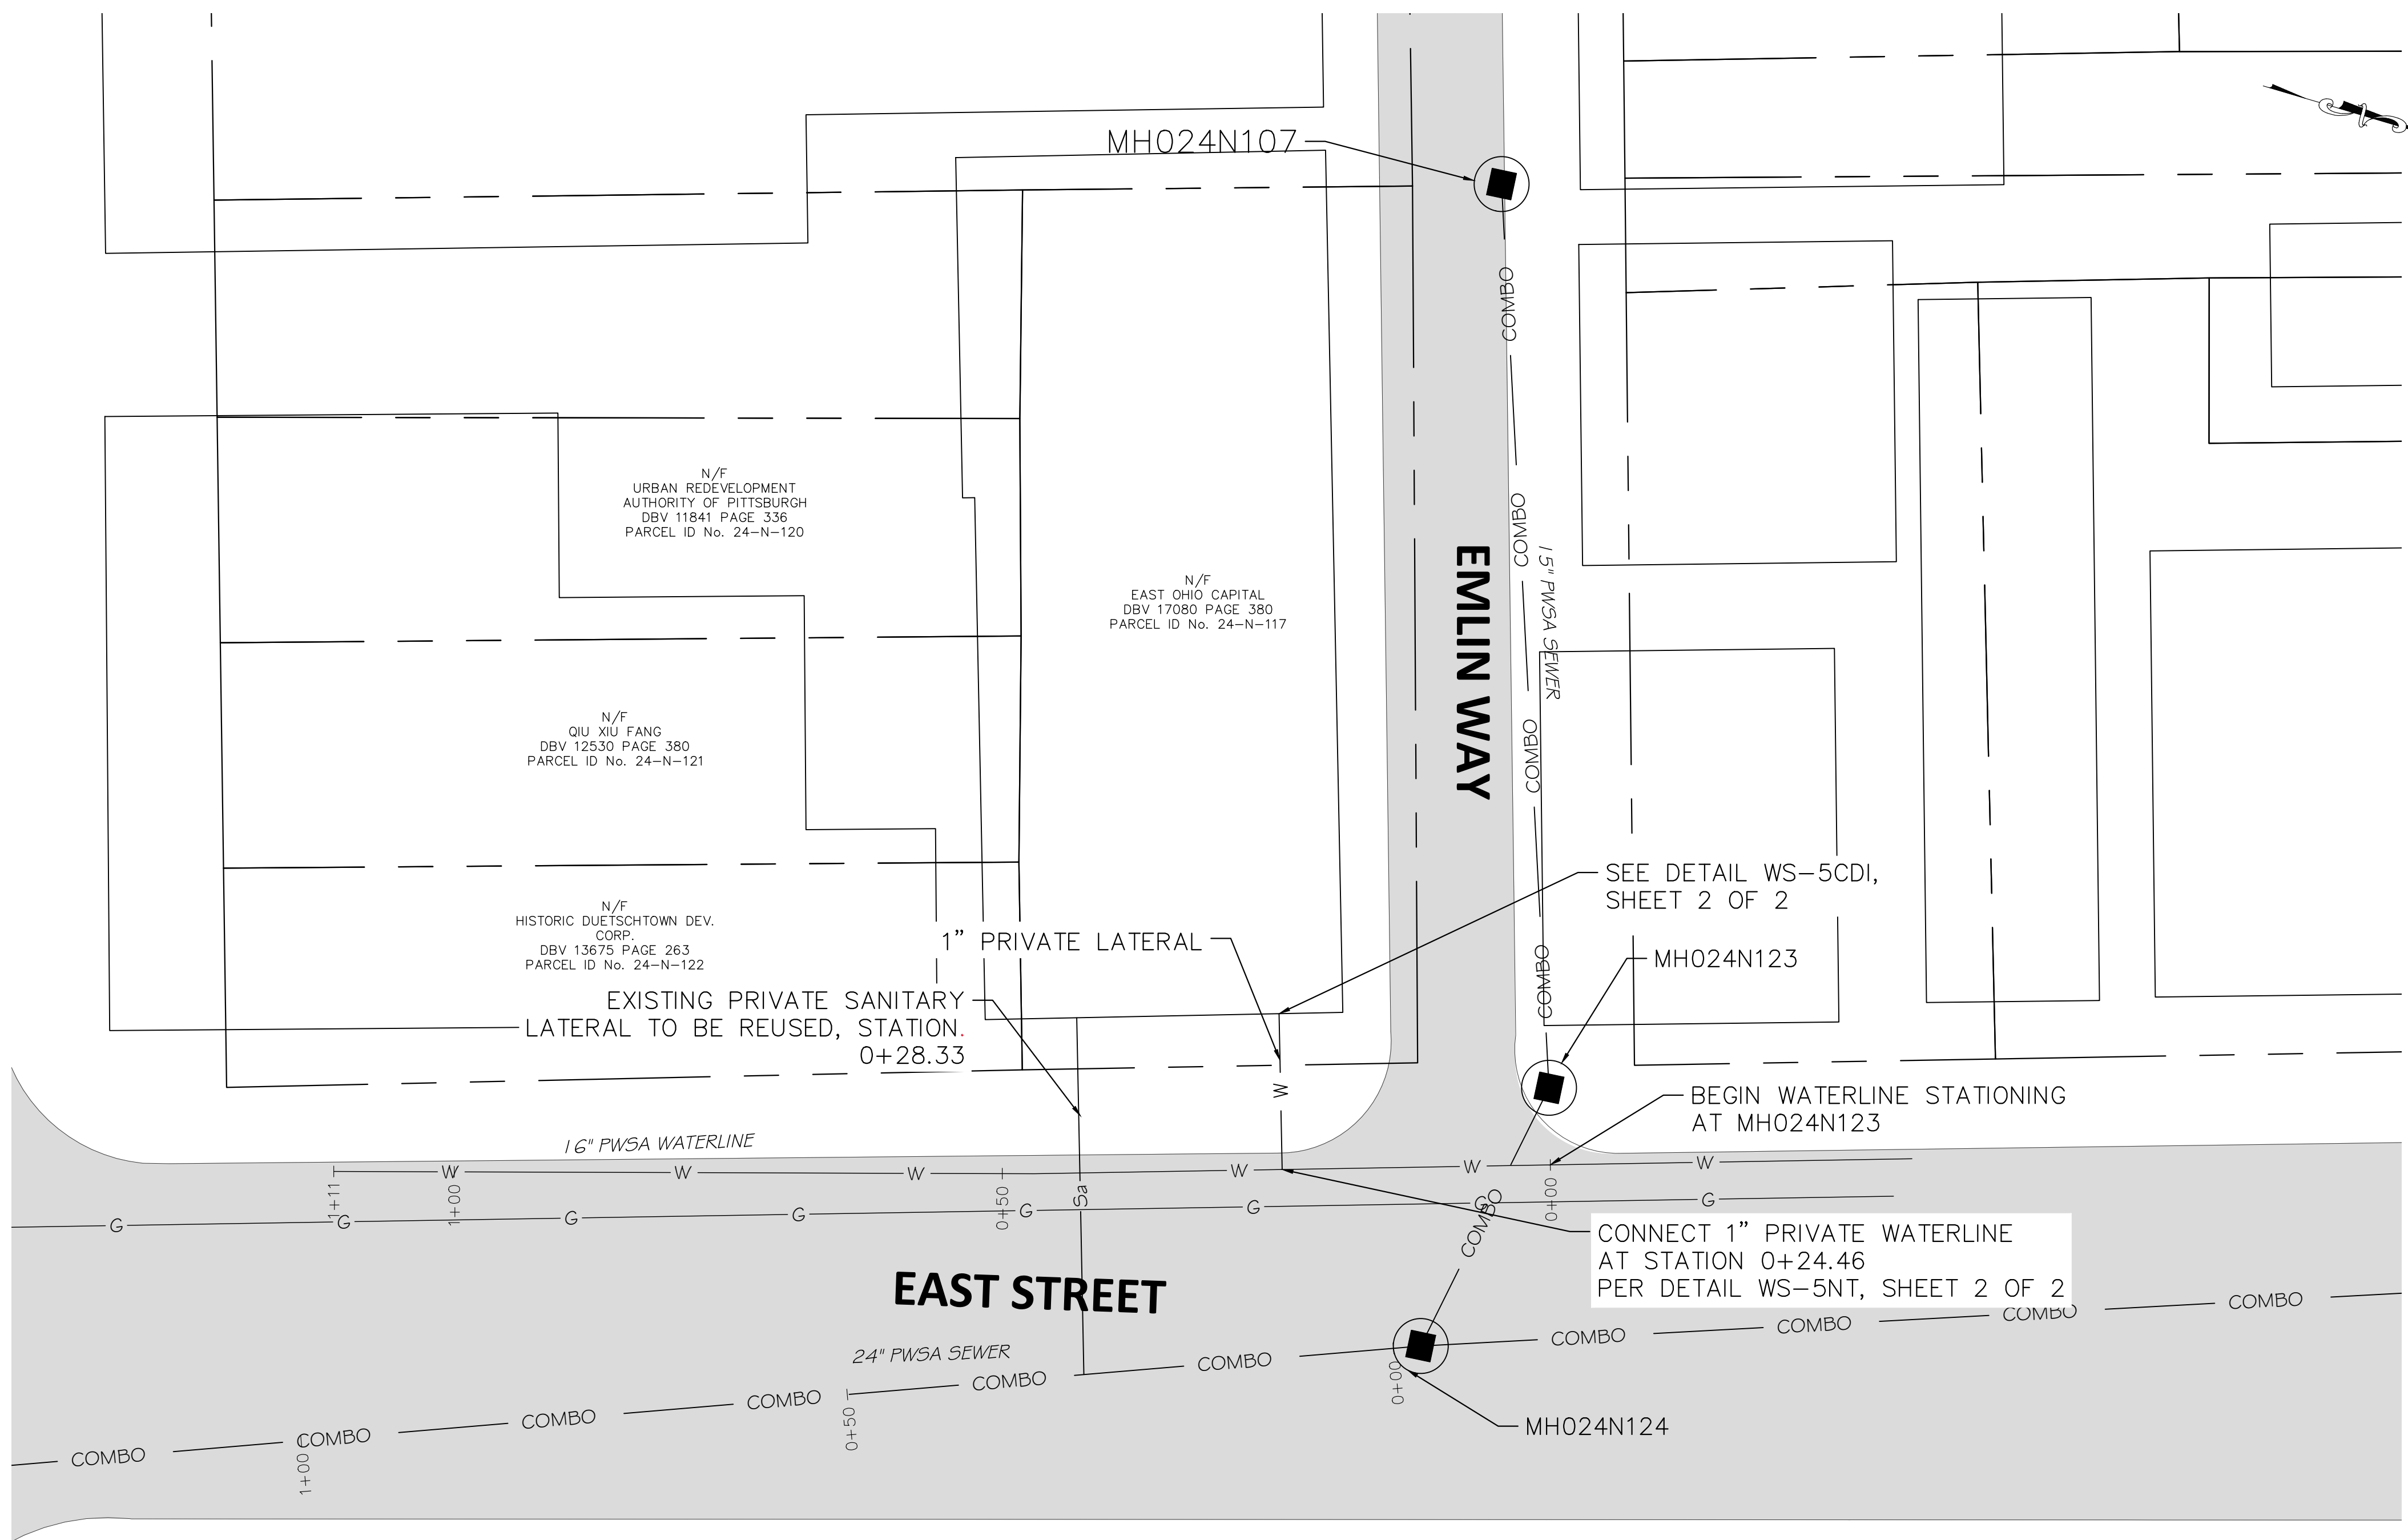 MH024N107
COMBO
N/F
URBAN REDEVELOPMENT
AUTHORITY OF PITTSBURGH
DBV 11841 PAGE 336
PARCEL ID No. 24-N-120
COMBO
15" PWSA SEWER
EMLIN WAY
N/F
EAST OHIO CAPITAL
DBV 17080 PAGE 380
PARCEL ID No. 24-N-117
N/F
QIU XIU FANG
DBV 12530 PAGE 380
PARCEL ID No. 24-N-121
COMBO
SEE DETAIL WS-5CDI,
SHEET 2 OF 2
N/F
HISTORIC DUETSCHTOWN DEV.
CORP.
DBV 13675 PAGE 263
PARCEL ID No. 24-N-122
1” PRIVATE LATERAL
MH024N123
COMBO
EXISTING PRIVATE SANITARY
LATERAL TO BE REUSED, STATION.
0+28.33
W
BEGIN WATERLINE STATIONING
AT MH024N123
16" PWSA WATERLINE
W W W W W W
1+11 1+00 0+50 Sa 0+00
G G G G G G G G
COMBO
CONNECT 1” PRIVATE WATERLINE
AT STATION 0+24.46
PER DETAIL WS-5NT, SHEET 2 OF 2
EAST STREET
24" PWSA SEWER
COMBO COMBO COMBO COMBO COMBO COMBO COMBO COMBO COMBO COMBO
1+00 0+50 0+00
MH024N124